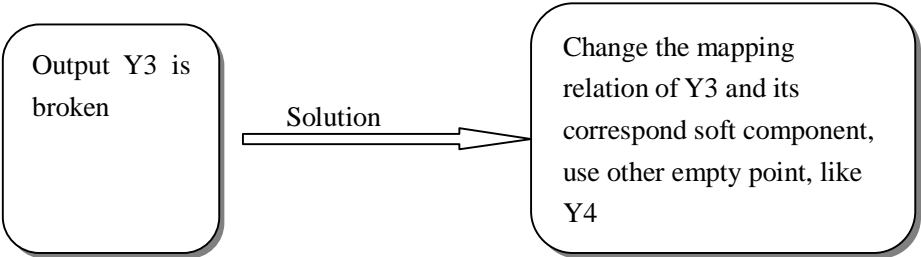 Output Y3 is
broken
Solution
Change the mapping
relation of Y3 and its
correspond soft component,
use other empty point, like
Y4